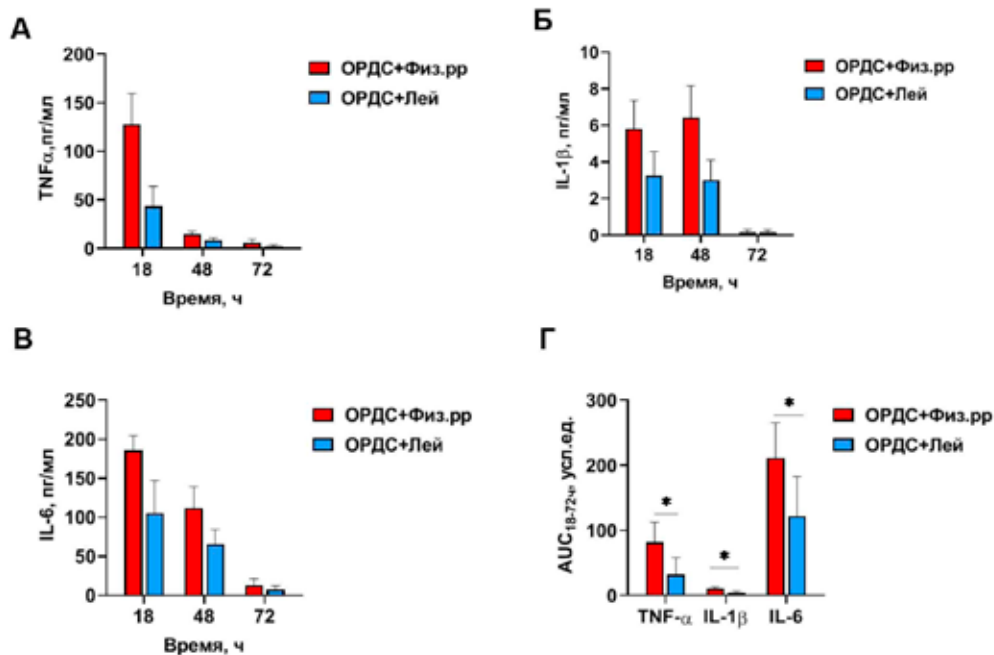 А
TNFα,пг/мл
200
150
100
50
0
18 48 72
Время, ч
ОРДС+Физ.рр
ОРДС+Лей
Б
IL-1β, пг/мл
10
8
6
4
2
0
18 48 72
Время, ч
ОРДС+Физ.рр
ОРДС+Лей
В
IL-6, пг/мл
250
200
150
100
50
0
18 48 72
Время, ч
ОРДС+Физ.рр
ОРДС+Лей
Г
AUC18-72ч, усл.ед.
300
200
100
0
* * *
TNF-α IL-1β IL-6
ОРДС+Физ.рр
ОРДС+Лей